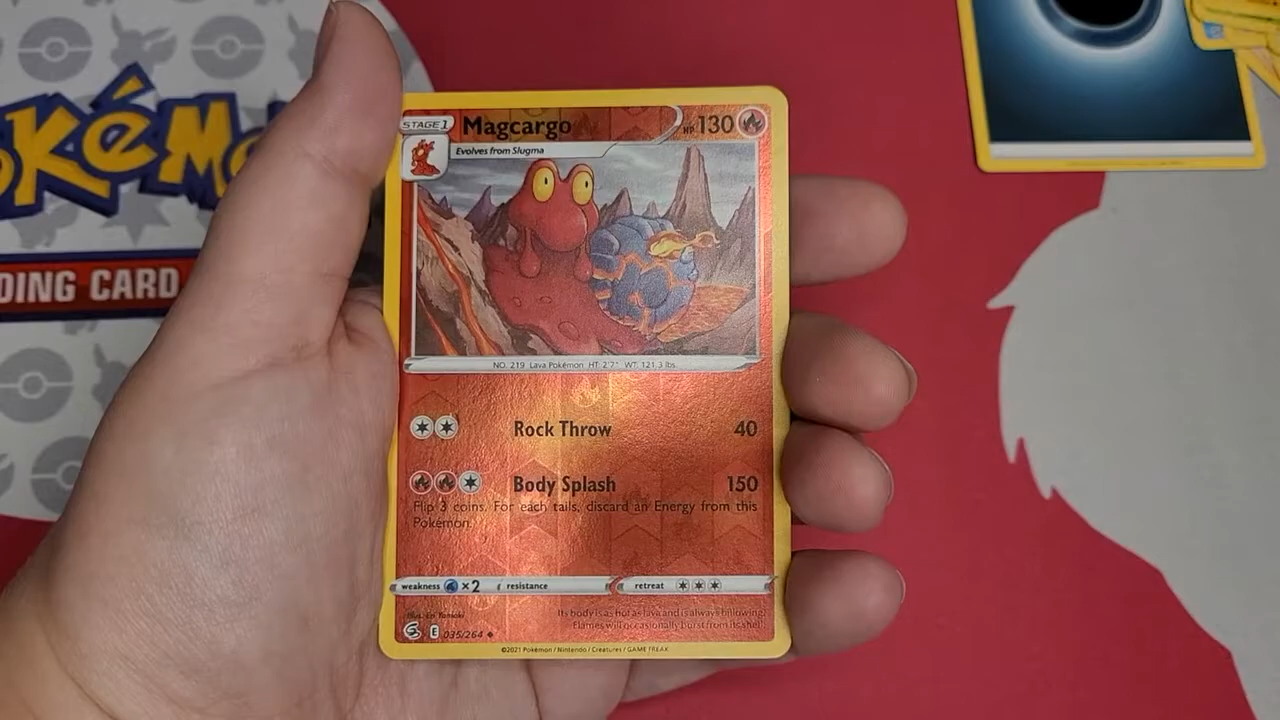 Pokémo
DING CARD
STAGE 1 Magcargo HP 130
Evolves from Slugma
NO. 219 Lava Pokémon HT: 2'7" WT: 121.3 lbs.
Rock Throw 40
Body Splash 150
Flip 3 coins. For each tails, discard an Energy from this
Pokémon.
weakness ×2 resistance retreat
Illus.
Its body is as hot as lava and is always billowing.
E 035/264 Flames will occasionally burst from its shell.
©2021 Pokémon / Nintendo / Creatures / GAME FREAK